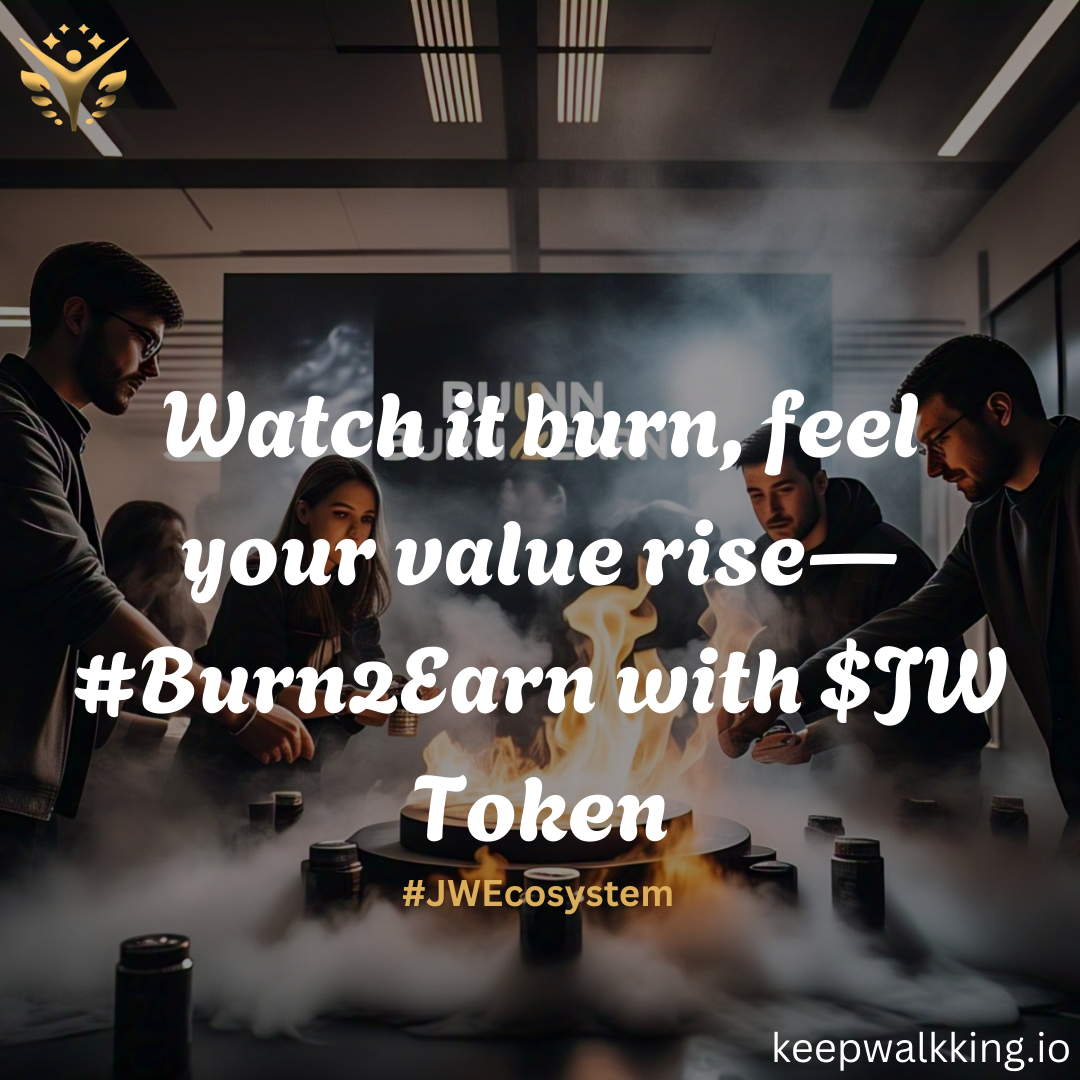 Watch it burn, feel
your value rise—
#Burn2Earn with $JW
Token
#JWEcosystem
keepwalkking.io